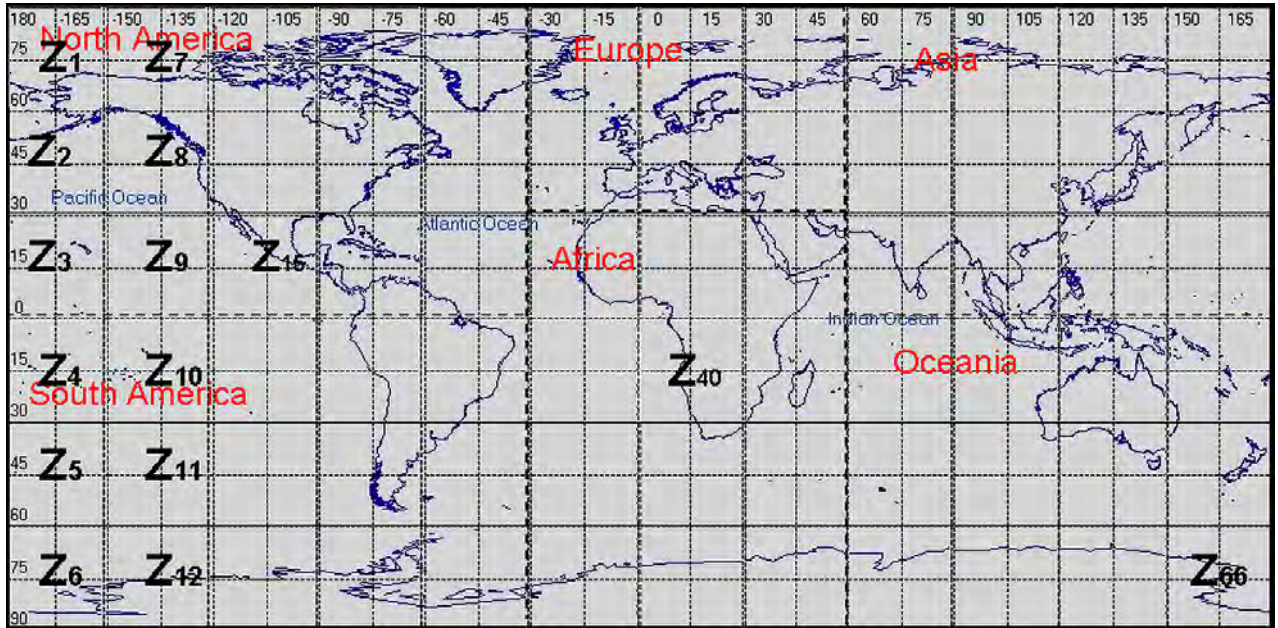 180 -150 -135 -120 -105 -90 -75 -60 -45 -30 -15 0 15 30 45 60 75 90 105 120 135 150 165
North America
Europe
Asia
75 Z1 Z7
60
Z2 Z8
45
Pacific Ocean
30
Atlantic Ocean
Africa
15 Z3 Z9 Z15
0
Indian Ocean
Oceania
15 Z4 Z10 Z40
South America
30
45 Z5 Z11
60
75 Z6 Z12 Z66
90